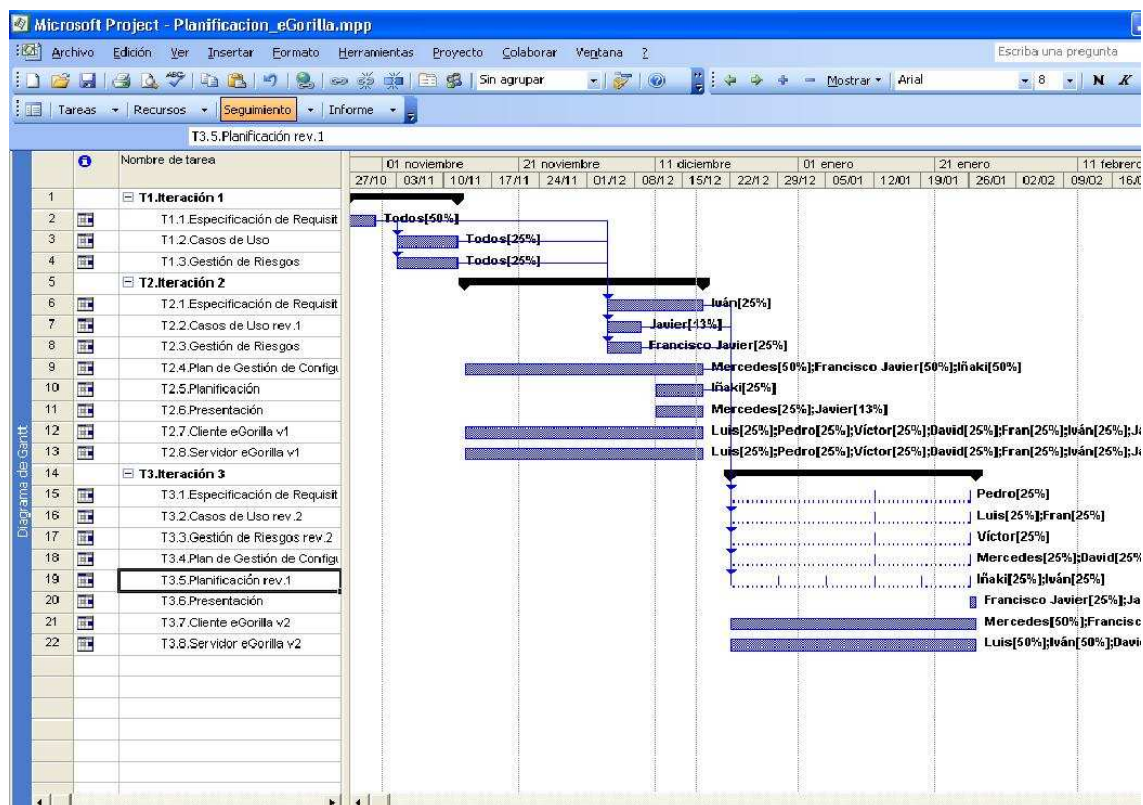 Microsoft Project - Planificacion_eGorilla.mpp
Archivo Edición Ver Insertar Formato Herramientas Proyecto Colaborar Ventana ? Escriba una pregunta
Sin agrupar Mostrar Arial 8 N K
Tareas Recursos Seguimiento Informe
T3.5.Planificación rev.1
Nombre de tarea 01 noviembre 21 noviembre 11 diciembre 01 enero 21 enero 11 febrero
27/10 03/11 10/11 17/11 24/11 01/12 08/12 15/12 22/12 29/12 05/01 12/01 19/01 26/01 02/02 09/02 16/0
1 T1.Iteración 1
2 T1.1.Especificación de Requisit Todos[50%]
3 T1.2.Casos de Uso Todos[25%]
4 T1.3.Gestión de Riesgos Todos[25%]
5 T2.Iteración 2
6 T2.1.Especificación de Requisit Iván[25%]
7 T2.2.Casos de Uso rev.1 Javier[13%]
8 T2.3.Gestión de Riesgos Francisco Javier[25%]
9 T2.4.Plan de Gestión de Configu Mercedes[50%];Francisco Javier[50%];Iñaki[50%]
10 T2.5.Planificación Iñaki[25%]
11 T2.6.Presentación Mercedes[25%];Javier[13%]
12 T2.7.Cliente eGorilla v1 Luis[25%];Pedro[25%];Víctor[25%];David[25%];Fran[25%];Iván[25%];Ja
13 T2.8.Servidor eGorilla v1 Luis[25%];Pedro[25%];Víctor[25%];David[25%];Fran[25%];Iván[25%];Ja
14 T3.Iteración 3
15 T3.1.Especificación de Requisit Pedro[25%]
16 T3.2.Casos de Uso rev.2 Luis[25%];Fran[25%]
17 T3.3.Gestión de Riesgos rev.2 Víctor[25%]
18 T3.4.Plan de Gestión de Configu Mercedes[25%];David[25%
19 T3.5.Planificación rev.1 Iñaki[25%];Iván[25%]
20 T3.6.Presentación Francisco Javier[25%];Ja
21 T3.7.Cliente eGorilla v2 Mercedes[50%];Francisc
22 T3.8.Servidor eGorilla v2 Luis[50%];Iván[50%];Davi
Diagrama de Gantt